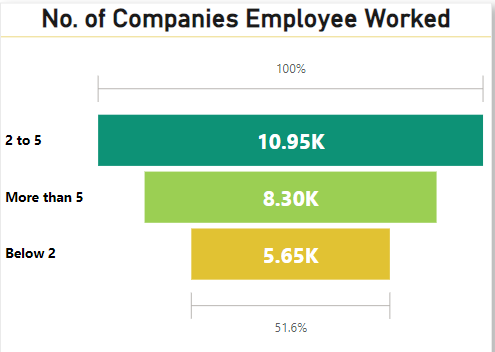 No. of Companies Employee Worked
100%
2 to 5 10.95K
More than 5 8.30K
Below 2 5.65K
51.6%